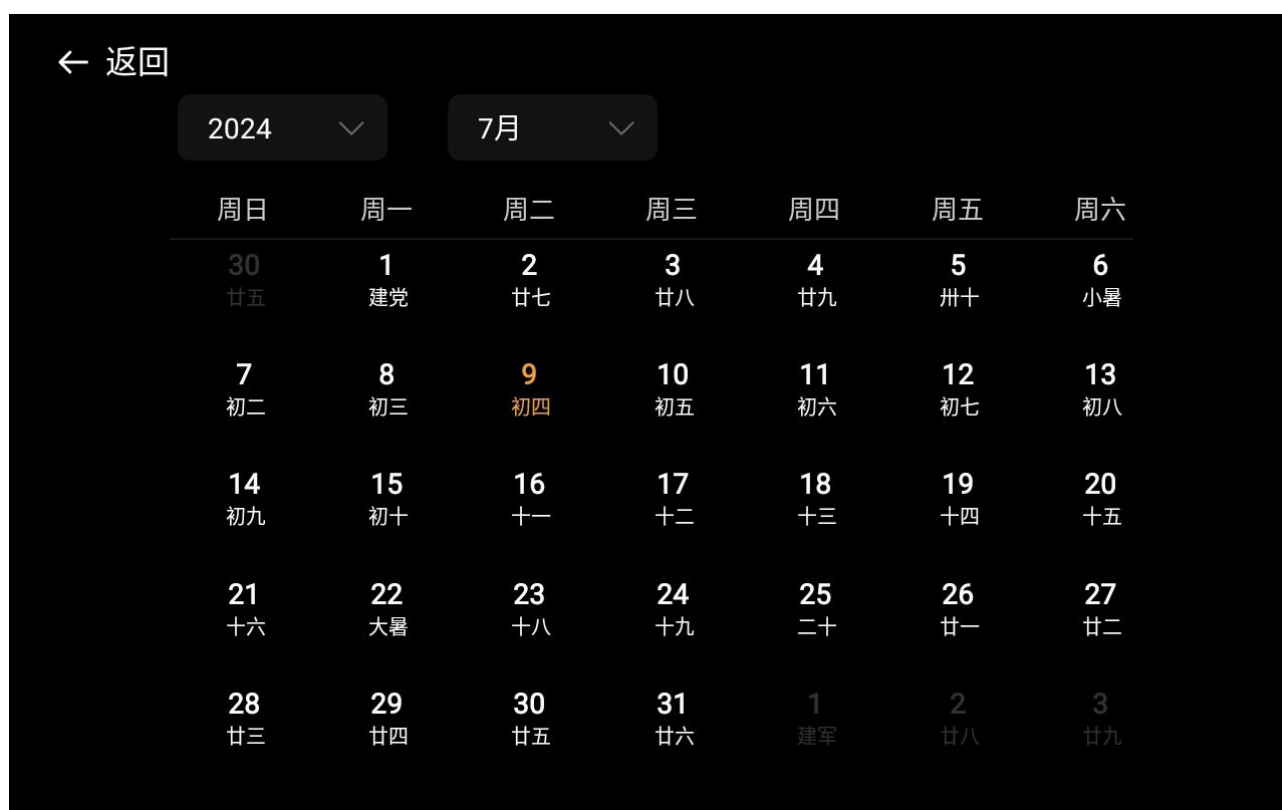 ← 返回
2024 7月
周日 周一 周二 周三 周四 周五 周六
30 1 2 3 4 5 6
廿五 建党 廿七 廿八 廿九 卅十 小暑
7 8 9 10 11 12 13
初二 初三 初四 初五 初六 初七 初八
14 15 16 17 18 19 20
初九 初十 十一 十二 十三 十四 十五
21 22 23 24 25 26 27
十六 大暑 十八 十九 二十 廿一 廿二
28 29 30 31 1 2 3
廿三 廿四 廿五 廿六 建军 廿八 廿九